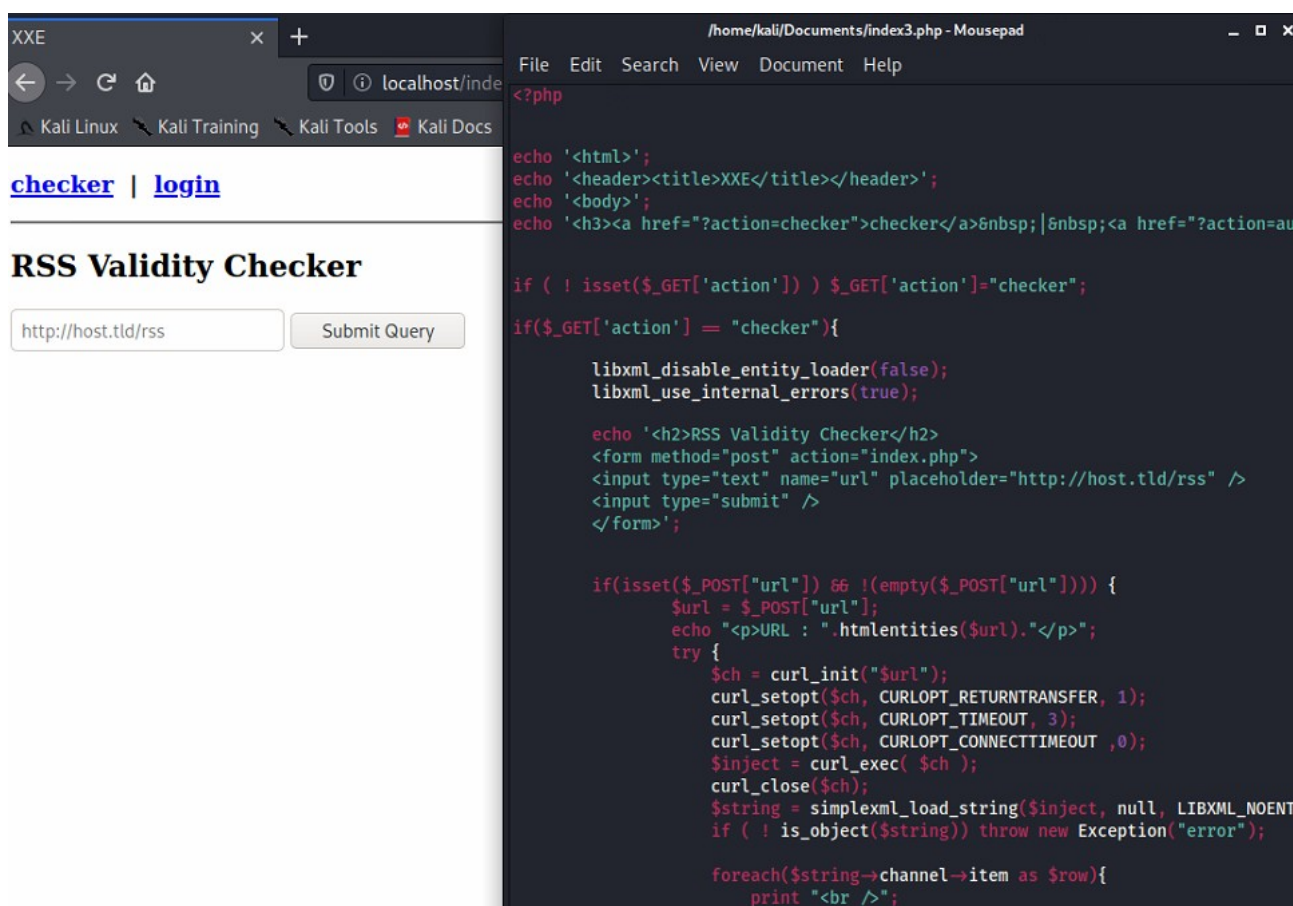 XXE
localhost/inde
Kali Linux Kali Training Kali Tools Kali Docs
checker | login
RSS Validity Checker
http://host.tld/rss Submit Query
/home/kali/Documents/index3.php - Mousepad
File Edit Search View Document Help
<?php
echo '<html>';
echo '<header><title>XXE</title></header>';
echo '<body>';
echo '<h3><a href="?action=checker">checker</a>&nbsp;|&nbsp;<a href="?action=au
if ( ! isset($_GET['action']) ) $_GET['action']="checker";
if($_GET['action'] == "checker"){
libxml_disable_entity_loader(false);
libxml_use_internal_errors(true);
echo '<h2>RSS Validity Checker</h2>
<form method="post" action="index.php">
<input type="text" name="url" placeholder="http://host.tld/rss" />
<input type="submit" />
</form>';
if(isset($_POST["url"]) && !(empty($_POST["url"]))) {
$url = $_POST["url"];
echo "<p>URL : ".htmlentities($url)."</p>";
try {
$ch = curl_init("$url");
curl_setopt($ch, CURLOPT_RETURNTRANSFER, 1);
curl_setopt($ch, CURLOPT_TIMEOUT, 3);
curl_setopt($ch, CURLOPT_CONNECTTIMEOUT ,0);
$inject = curl_exec( $ch );
curl_close($ch);
$string = simplexml_load_string($inject, null, LIBXML_NOENT
if ( ! is_object($string)) throw new Exception("error");
foreach($string->channel->item as $row){
print "<br />";